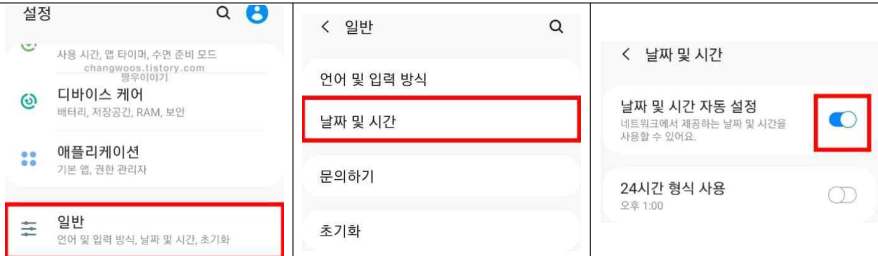 설정
사용 시간, 앱 타이머, 수면 준비 모드
changwoos.tistory.com
짱우이야기
디바이스 케어
배터리, 저장공간, RAM, 보안
애플리케이션
기본 앱, 권한 관리자
일반
언어 및 입력 방식, 날짜 및 시간, 초기화
일반
언어 및 입력 방식
날짜 및 시간
문의하기
초기화
날짜 및 시간
날짜 및 시간 자동 설정
네트워크에서 제공하는 날짜 및 시간을
사용할 수 있어요.
24시간 형식 사용
오후 1:00